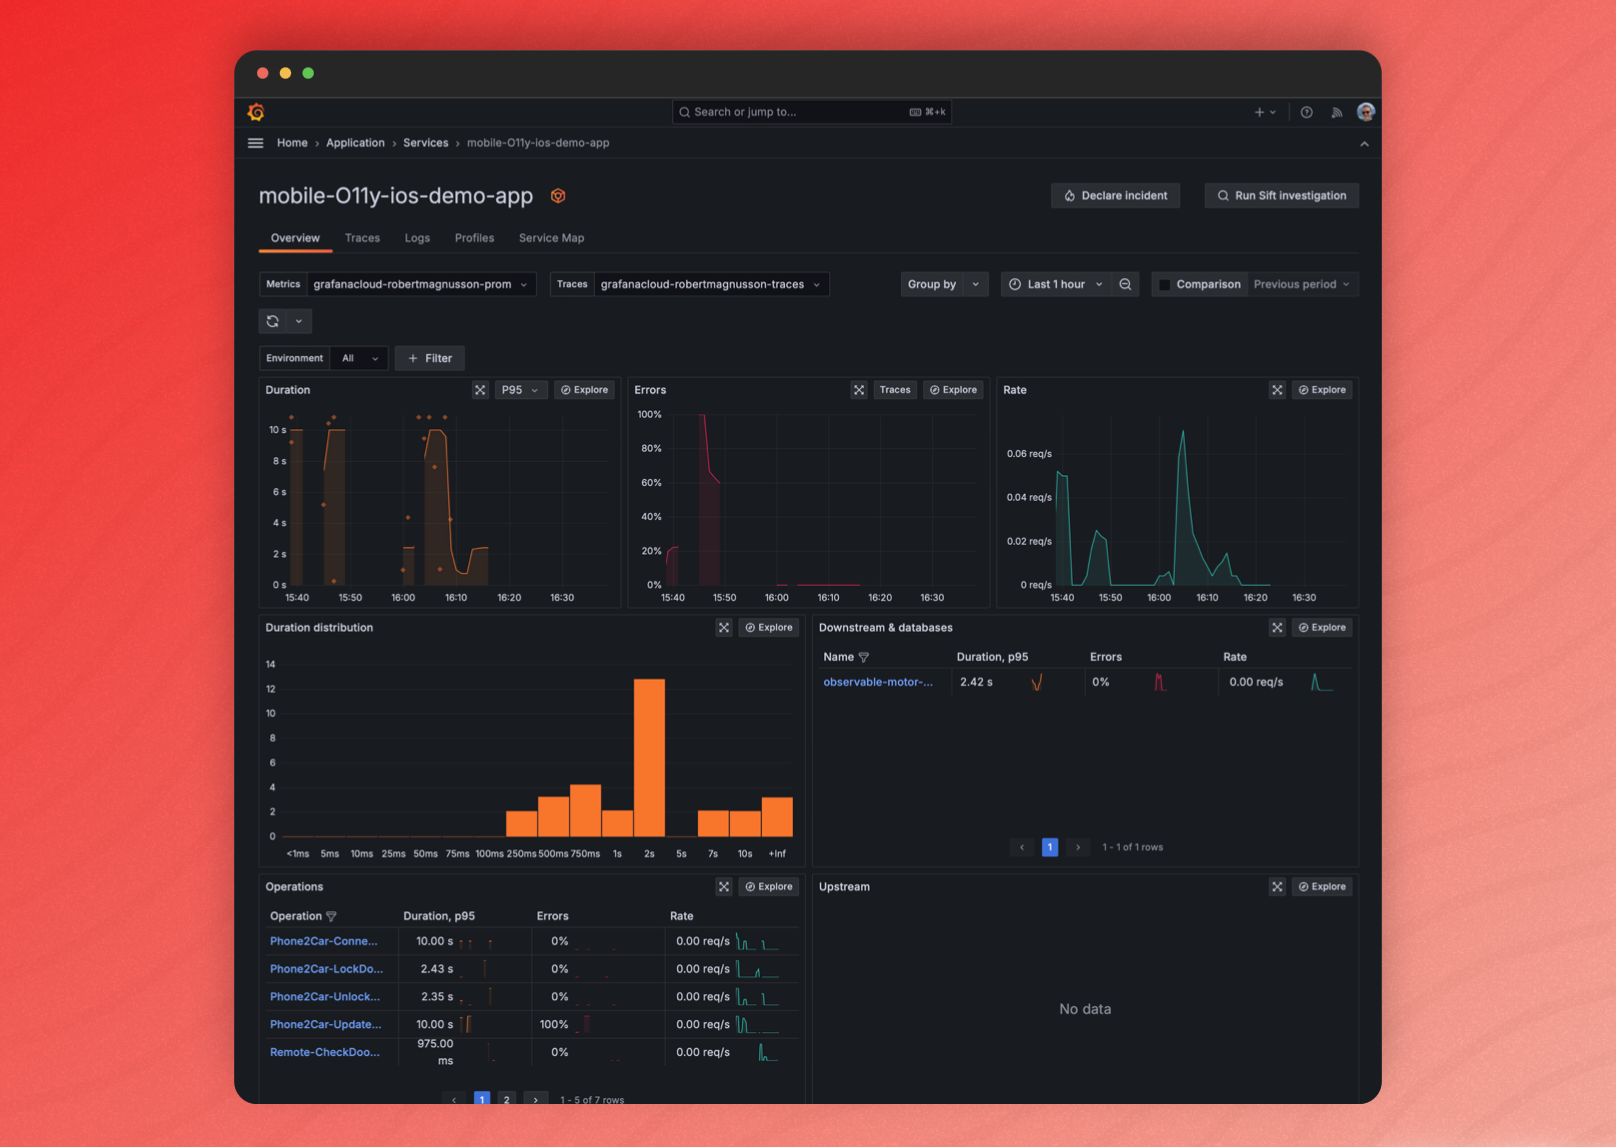 Search or jump to...
⌘+k
Home › Application › Services › mobile-O11y-ios-demo-app
mobile-O11y-ios-demo-app
Declare incident
Run Sift investigation
Overview
Traces
Logs
Profiles
Service Map
Metrics
grafanacloud-robertmagnusson-prom
Traces
grafanacloud-robertmagnusson-traces
Group by
Last 1 hour
Comparison
Previous period
Environment
All
+ Filter
Duration
P95
Explore
10 s
8 s
6 s
4 s
2 s
0 s
15:40 15:50 16:00 16:10 16:20 16:30
Errors
Traces
Explore
100%
80%
60%
40%
20%
0%
15:40 15:50 16:00 16:10 16:20 16:30
Rate
Explore
0.06 req/s
0.04 req/s
0.02 req/s
0 req/s
15:40 15:50 16:00 16:10 16:20 16:30
Duration distribution
Explore
14
12
10
8
6
4
2
0
<1ms 5ms 10ms 25ms 50ms 75ms 100ms 250ms 500ms 750ms 1s 2s 5s 7s 10s +Inf
Downstream & databases
Explore
Name Duration, p95 Errors Rate
observable-motor-... 2.42 s 0% 0.00 req/s
‹ 1 › 1 - 1 of 1 rows
Operations
Explore
Operation Duration, p95 Errors Rate
Phone2Car-Conne... 10.00 s 0% 0.00 req/s
Phone2Car-LockDo... 2.43 s 0% 0.00 req/s
Phone2Car-Unlock... 2.35 s 0% 0.00 req/s
Phone2Car-Update... 10.00 s 100% 0.00 req/s
Remote-CheckDoo... 975.00 ms 0% 0.00 req/s
‹ 1 2 › 1 - 5 of 7 rows
Upstream
Explore
No data